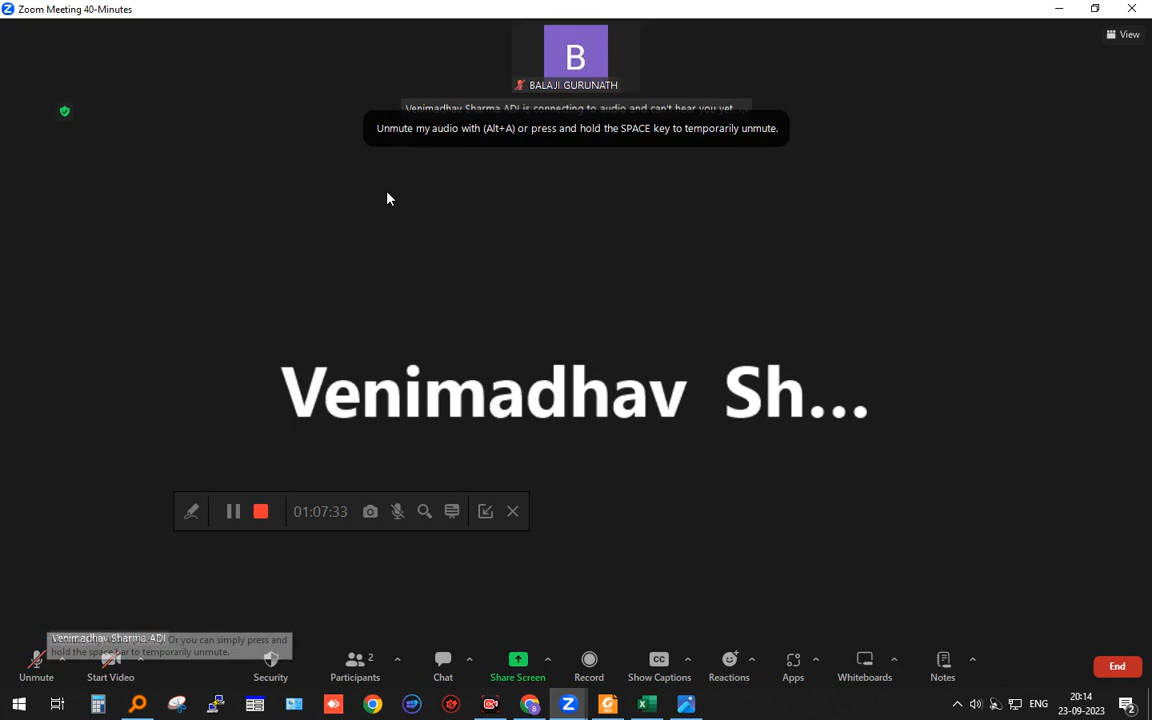 Zoom Meeting 40-Minutes
View
B
BALAJI GURUNATH
Venimadhav Sharma ADI is connecting to audio and can't hear you yet
Unmute my audio with (Alt+A) or press and hold the SPACE key to temporarily unmute.
Venimadhav Sh...
01:07:33
Venimadhav Sharma ADI
Or you can simply press and
hold the space bar to temporarily unmute.
Unmute
Start Video
Security
2
Participants
Chat
Share Screen
Record
CC
Show Captions
Reactions
Apps
Whiteboards
Notes
End
ENG
20:14
23-09-2023
2